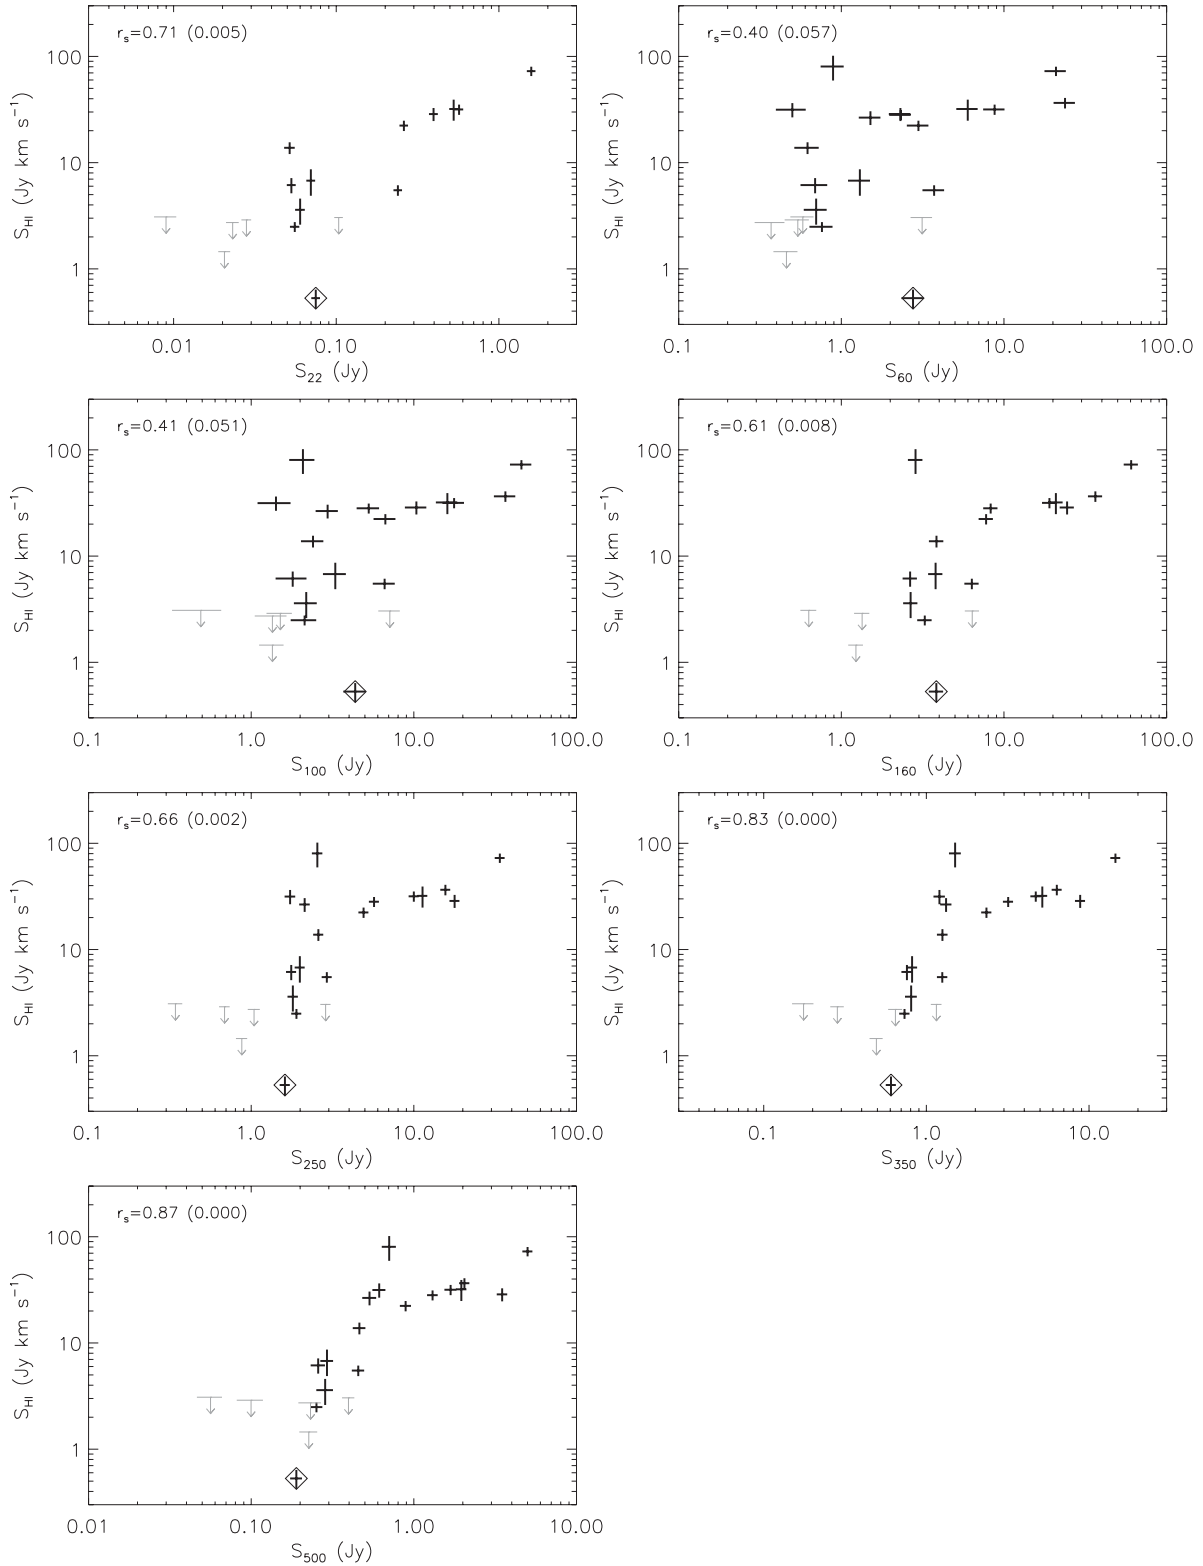 r_s=0.71 (0.005)
100
10
1
S_HI (Jy km s⁻¹)
0.01 0.10 1.00
S_22 (Jy)
r_s=0.40 (0.057)
100
10
1
S_HI (Jy km s⁻¹)
0.1 1.0 10.0 100.0
S_60 (Jy)
r_s=0.41 (0.051)
100
10
1
S_HI (Jy km s⁻¹)
0.1 1.0 10.0 100.0
S_100 (Jy)
r_s=0.61 (0.008)
100
10
1
S_HI (Jy km s⁻¹)
0.1 1.0 10.0 100.0
S_160 (Jy)
r_s=0.66 (0.002)
100
10
1
S_HI (Jy km s⁻¹)
0.1 1.0 10.0 100.0
S_250 (Jy)
r_s=0.83 (0.000)
100
10
1
S_HI (Jy km s⁻¹)
0.1 1.0 10.0
S_350 (Jy)
r_s=0.87 (0.000)
100
10
1
S_HI (Jy km s⁻¹)
0.01 0.10 1.00 10.00
S_500 (Jy)